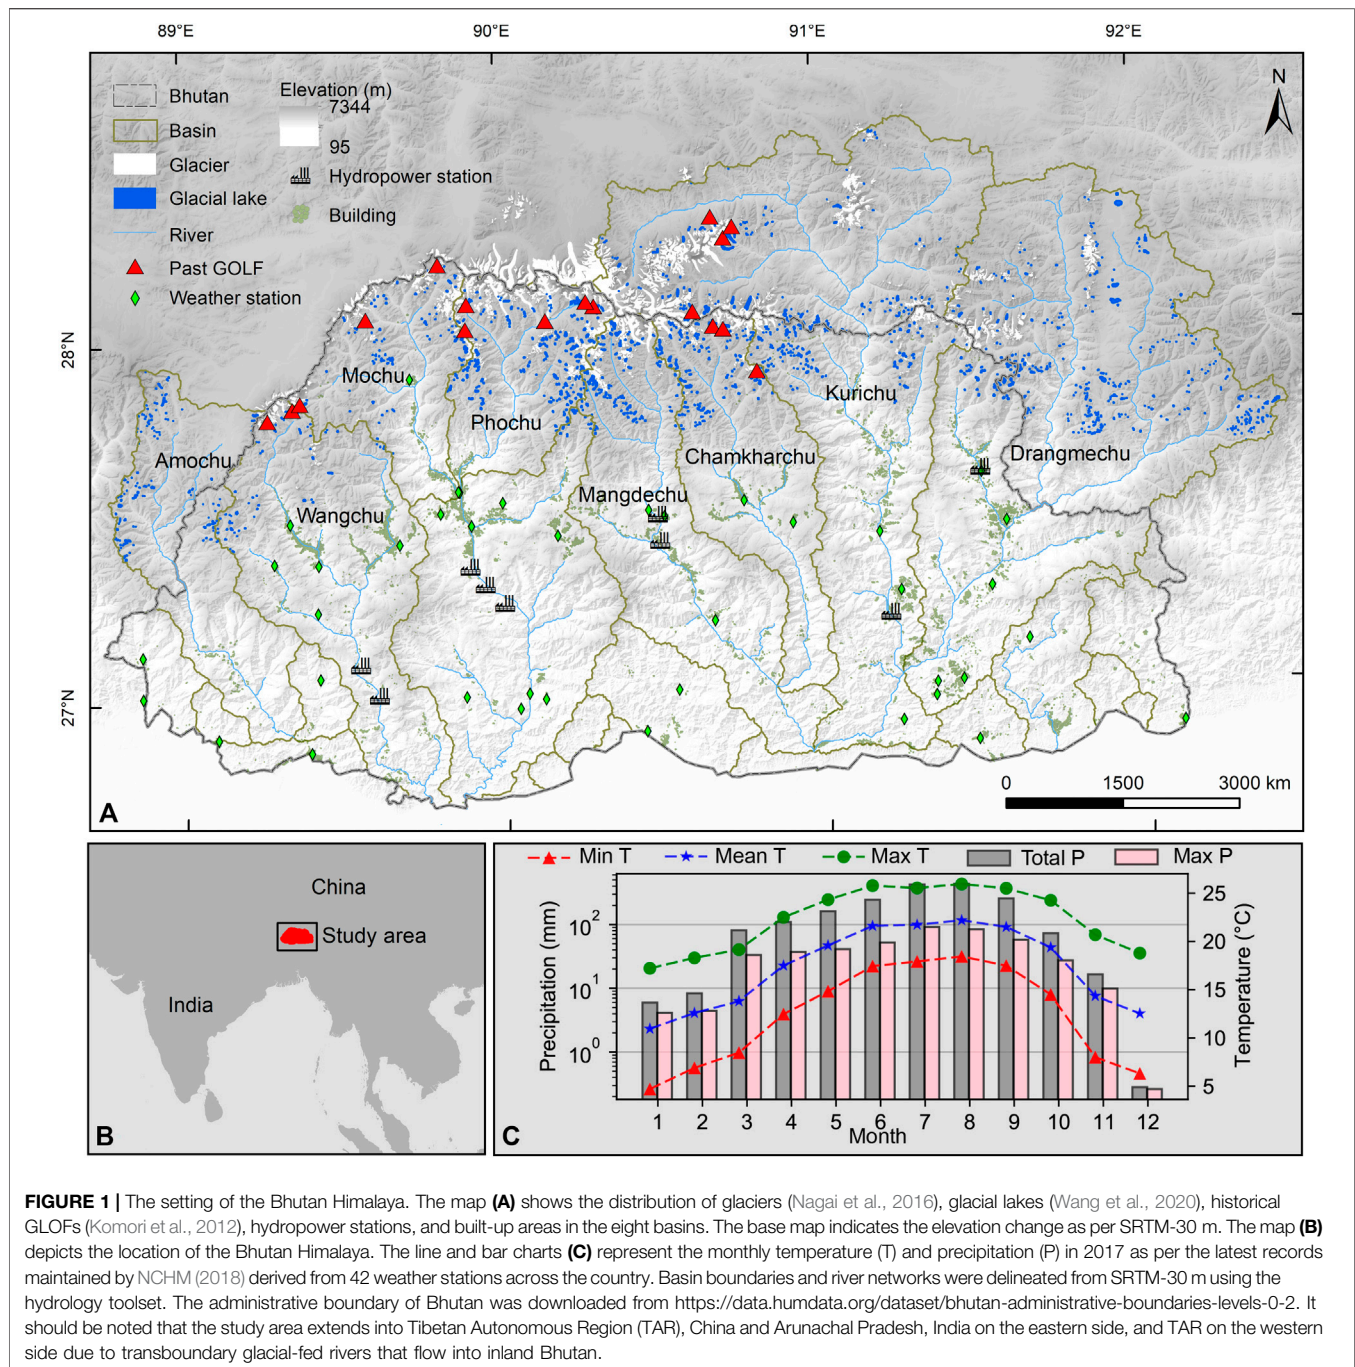 89°E 90°E 91°E 92°E
N
Bhutan
Basin
Glacier
Glacial lake
River
Past GOLF
Weather station
Elevation (m)
7344
95
Hydropower station
Building
28°N
27°N
Mochu
Phochu
Kurichu
Amochu
Chamkharchu
Drangmechu
Mangdechu
Wangchu
0 1500 3000 km
A
China
Study area
India
B
Min T Mean T Max T Total P Max P
Precipitation (mm)
10²
10¹
10⁰
25
20
15
10
5
Temperature (°C)
1 2 3 4 5 6 7 8 9 10 11 12
Month
C
FIGURE 1 | The setting of the Bhutan Himalaya. The map (A) shows the distribution of glaciers (Nagai et al., 2016), glacial lakes (Wang et al., 2020), historical
GLOFs (Komori et al., 2012), hydropower stations, and built-up areas in the eight basins. The base map indicates the elevation change as per SRTM-30 m. The map (B)
depicts the location of the Bhutan Himalaya. The line and bar charts (C) represent the monthly temperature (T) and precipitation (P) in 2017 as per the latest records
maintained by NCHM (2018) derived from 42 weather stations across the country. Basin boundaries and river networks were delineated from SRTM-30 m using the
hydrology toolset. The administrative boundary of Bhutan was downloaded from https://data.humdata.org/dataset/bhutan-administrative-boundaries-levels-0-2. It
should be noted that the study area extends into Tibetan Autonomous Region (TAR), China and Arunachal Pradesh, India on the eastern side, and TAR on the western
side due to transboundary glacial-fed rivers that flow into inland Bhutan.